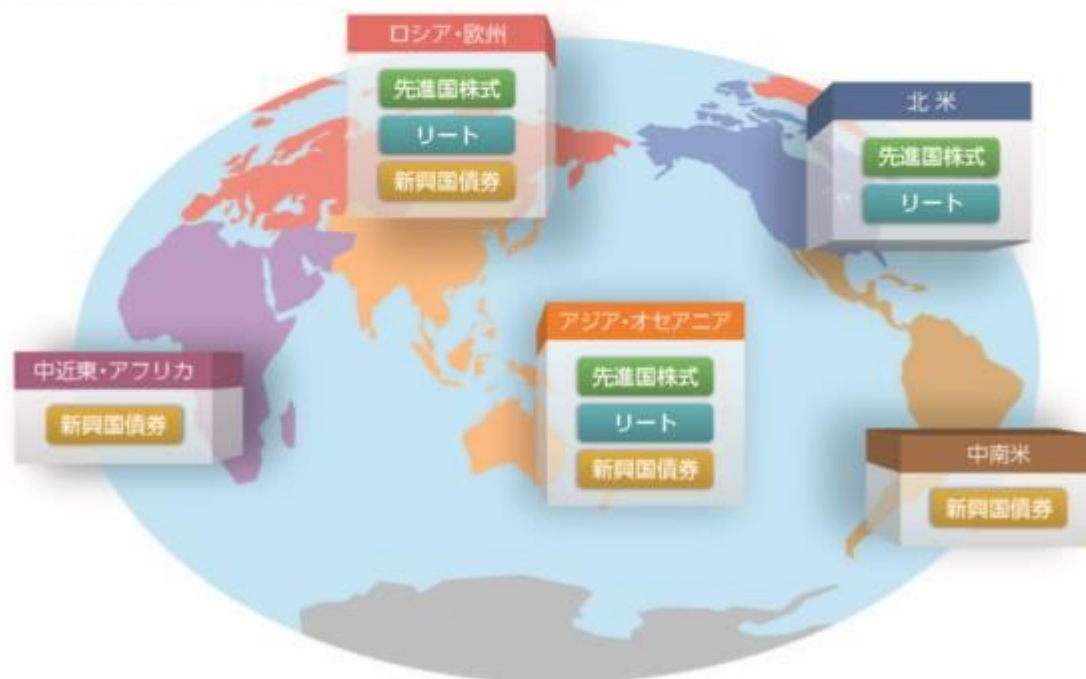 ロシア・欧州
先進国株式
リート
新興国債券
北米
先進国株式
リート
アジア・オセアニア
先進国株式
リート
新興国債券
中近東・アフリカ
新興国債券
中南米
新興国債券